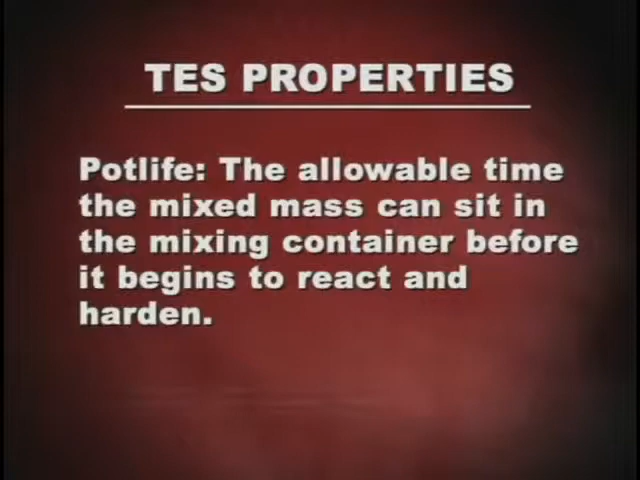 TES PROPERTIES
Potlife: The allowable time
the mixed mass can sit in
the mixing container before
it begins to react and
harden.